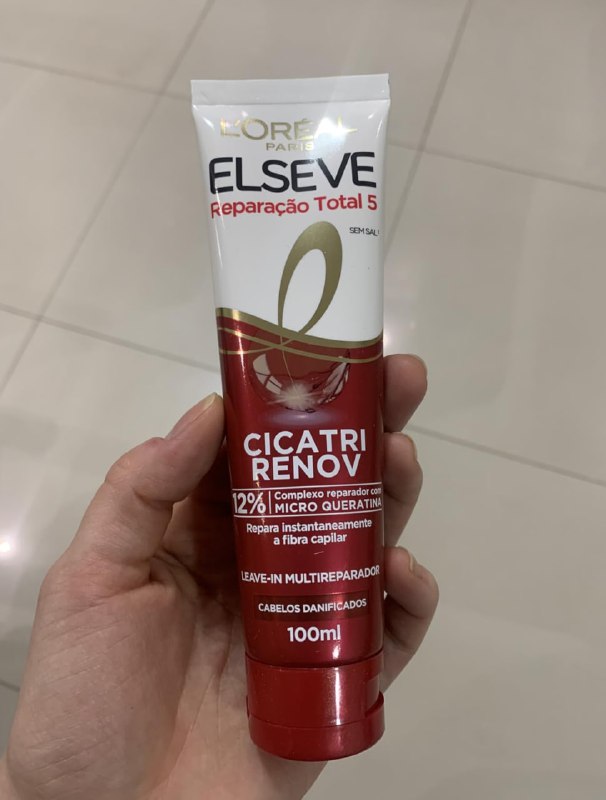 L'ORÉAL
PARIS
ELSEVE
Reparação Total 5
SEM SAL
CICATRI
RENOV
12% Complexo reparador com
MICRO QUERATINA
Repara instantaneamente
a fibra capilar
LEAVE-IN MULTIREPARADOR
CABELOS DANIFICADOS
100ml